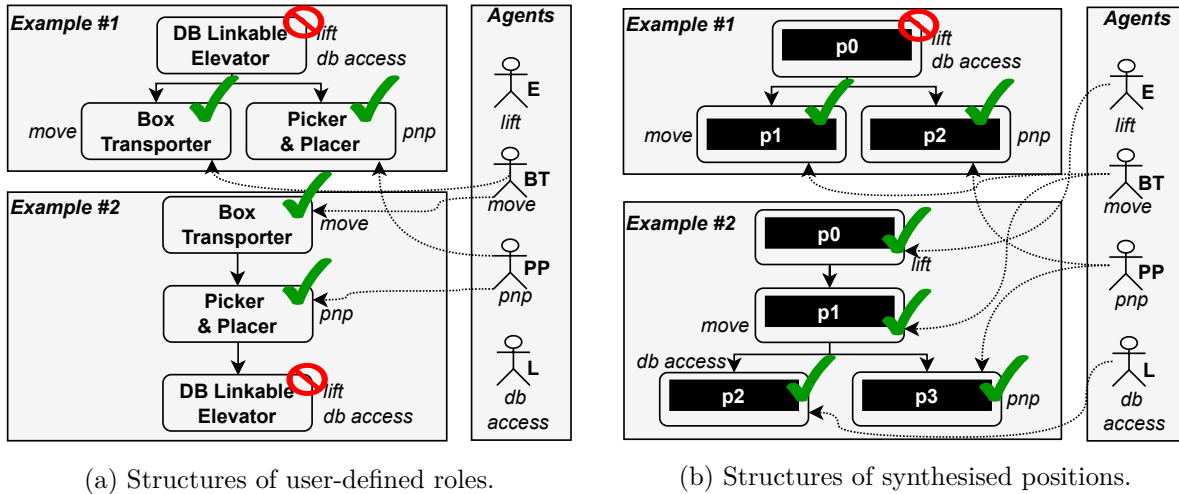 Example #1
DB Linkable
Elevator
lift
db access
move
Box
Transporter
Picker
& Placer
pnp
Example #2
Box
Transporter
move
Picker
& Placer
pnp
DB Linkable
Elevator
lift
db access
Agents
E
lift
BT
move
PP
pnp
L
db
access
(a) Structures of user-defined roles.
Example #1
p0
lift
db access
move
p1
p2
pnp
Example #2
p0
lift
move
p1
db access
p2
p3
pnp
Agents
E
lift
BT
move
PP
pnp
L
db
access
(b) Structures of synthesised positions.